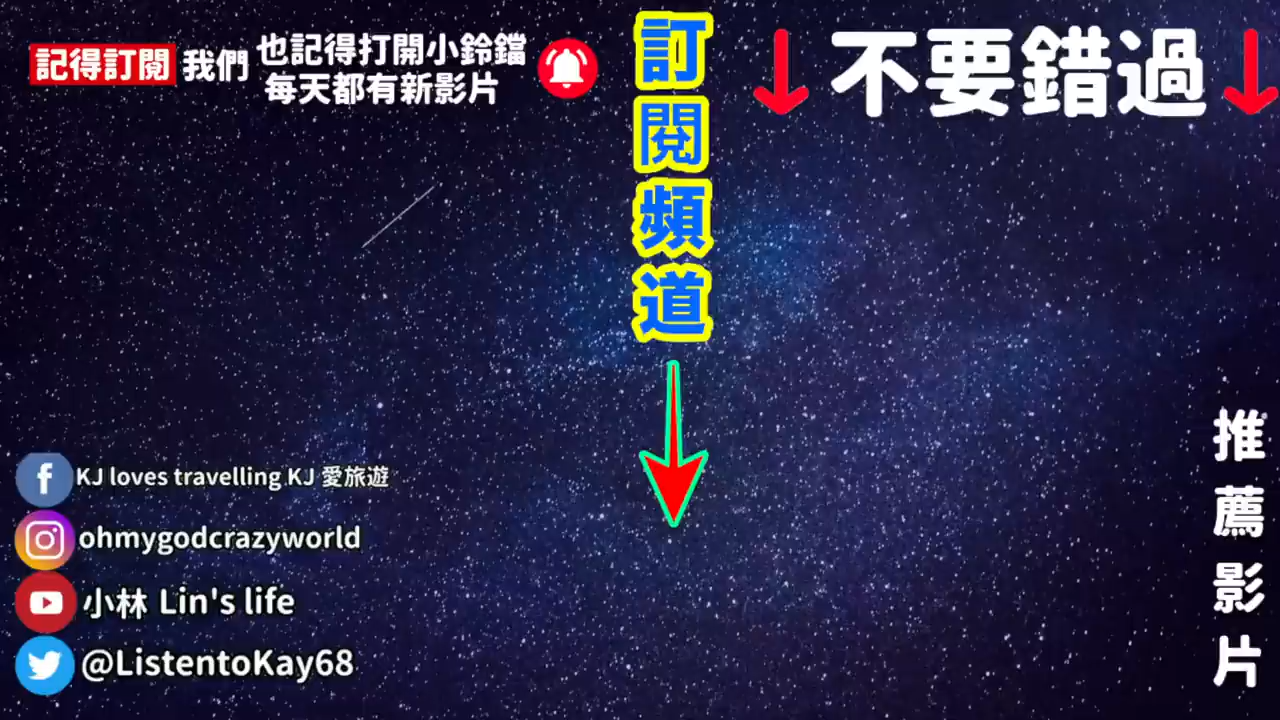 記得訂閱 我們
也記得打開小鈴鐺
每天都有新影片
訂閱頻道
不要錯過
推薦影片
KJ loves travelling KJ 愛旅遊
ohmygodcrazyworld
小林 Lin's life
@ListentoKay68